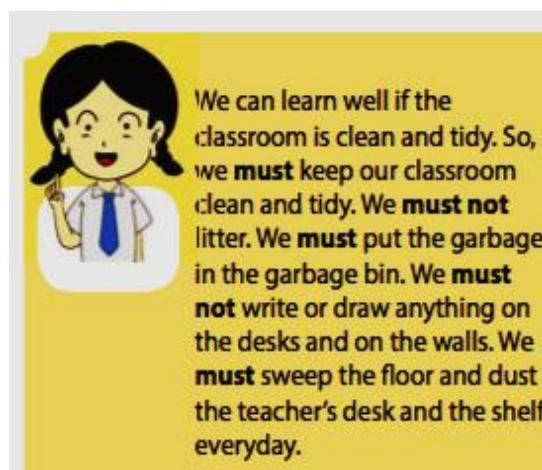 We can learn well if the
classroom is clean and tidy. So,
we must keep our classroom
clean and tidy. We must not
litter. We must put the garbage
in the garbage bin. We must
not write or draw anything on
the desks and on the walls. We
must sweep the floor and dust
the teacher's desk and the shelf
everyday.